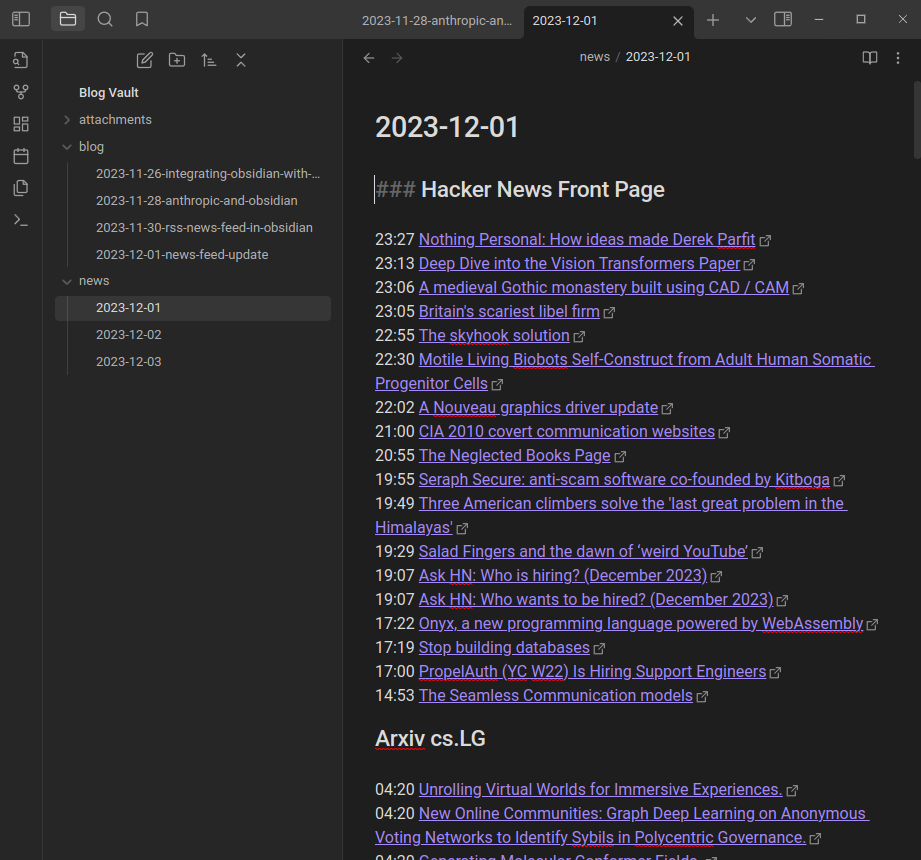 2023-11-28-anthropic-an...
2023-12-01
news / 2023-12-01
Blog Vault
attachments
blog
2023-11-26-integrating-obsidian-with-...
2023-11-28-anthropic-and-obsidian
2023-11-30-rss-news-feed-in-obsidian
2023-12-01-news-feed-update
news
2023-12-01
2023-12-02
2023-12-03
2023-12-01
### Hacker News Front Page
23:27 Nothing Personal: How ideas made Derek Parfit
23:13 Deep Dive into the Vision Transformers Paper
23:06 A medieval Gothic monastery built using CAD / CAM
23:05 Britain's scariest libel firm
22:55 The skyhook solution
22:30 Motile Living Biobots Self-Construct from Adult Human Somatic
Progenitor Cells
22:02 A Nouveau graphics driver update
21:00 CIA 2010 covert communication websites
20:55 The Neglected Books Page
19:55 Seraph Secure: anti-scam software co-founded by Kitboga
19:49 Three American climbers solve the 'last great problem in the
Himalayas'
19:29 Salad Fingers and the dawn of ‘weird YouTube’
19:07 Ask HN: Who is hiring? (December 2023)
19:07 Ask HN: Who wants to be hired? (December 2023)
17:22 Onyx, a new programming language powered by WebAssembly
17:19 Stop building databases
17:00 PropelAuth (YC W22) Is Hiring Support Engineers
14:53 The Seamless Communication models
Arxiv cs.LG
04:20 Unrolling Virtual Worlds for Immersive Experiences.
04:20 New Online Communities: Graph Deep Learning on Anonymous
Voting Networks to Identify Sybils in Polycentric Governance.
04:20 Generating Molecular Conformer Fields.